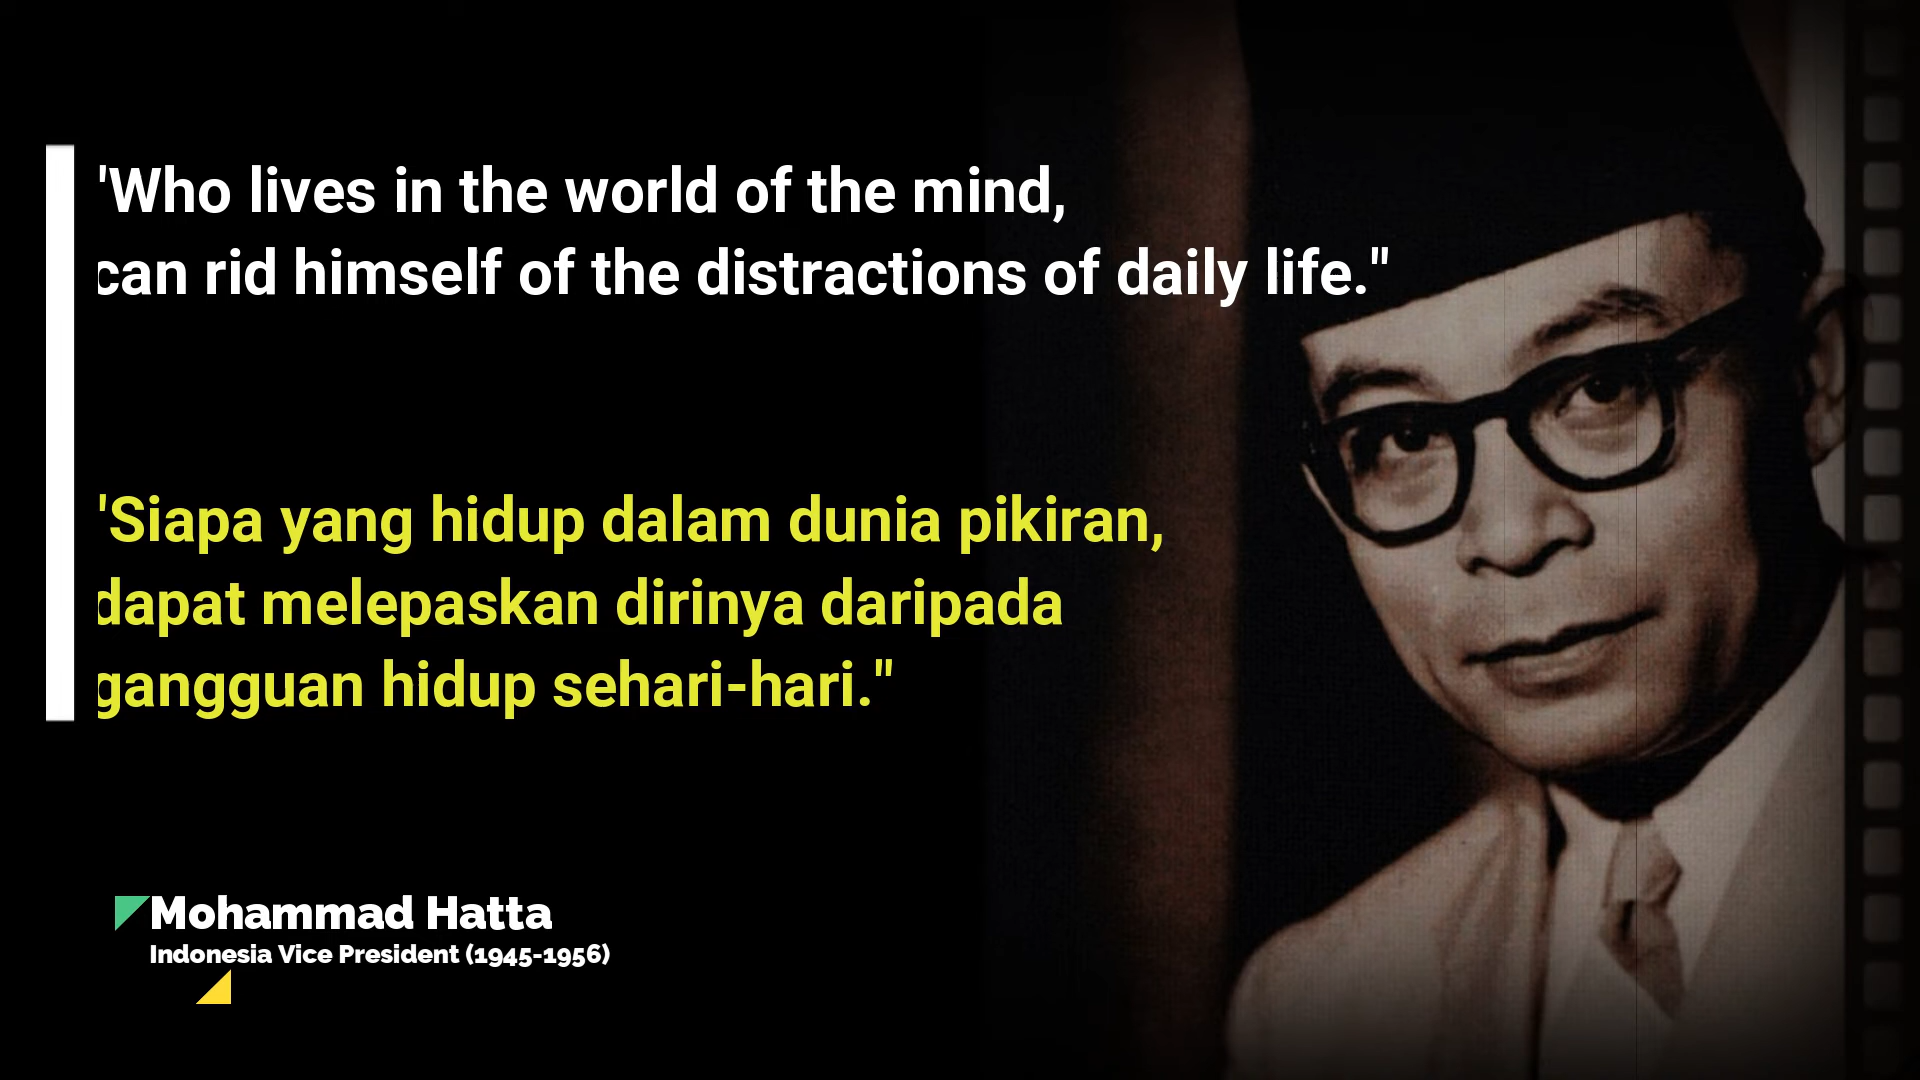 "Who lives in the world of the mind,
can rid himself of the distractions of daily life."
"Siapa yang hidup dalam dunia pikiran,
dapat melepaskan dirinya daripada
gangguan hidup sehari-hari."
Mohammad Hatta
Indonesia Vice President (1945-1956)